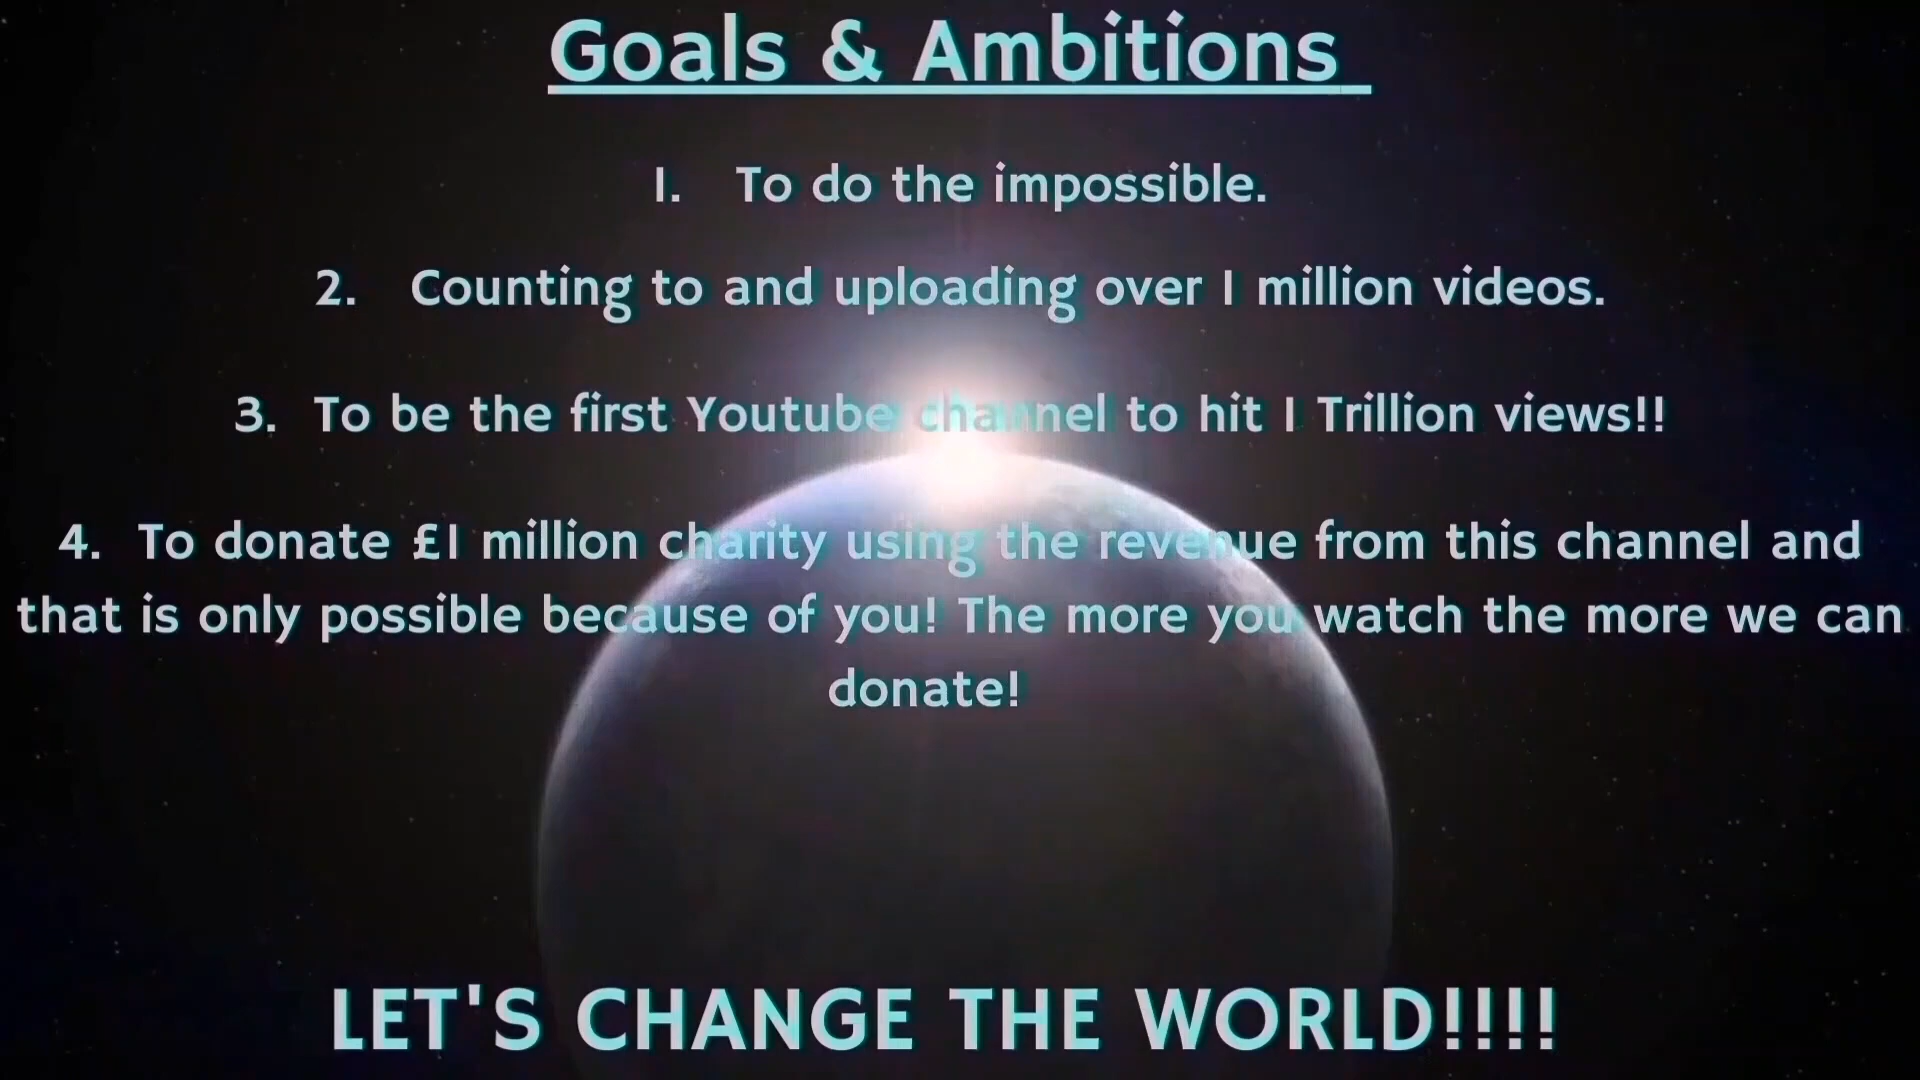 Goals & Ambitions
1. To do the impossible.
2. Counting to and uploading over 1 million videos.
3. To be the first Youtube channel to hit 1 Trillion views!!
4. To donate £1 million charity using the revenue from this channel and
that is only possible because of you! The more you watch the more we can
donate!
LET'S CHANGE THE WORLD!!!!